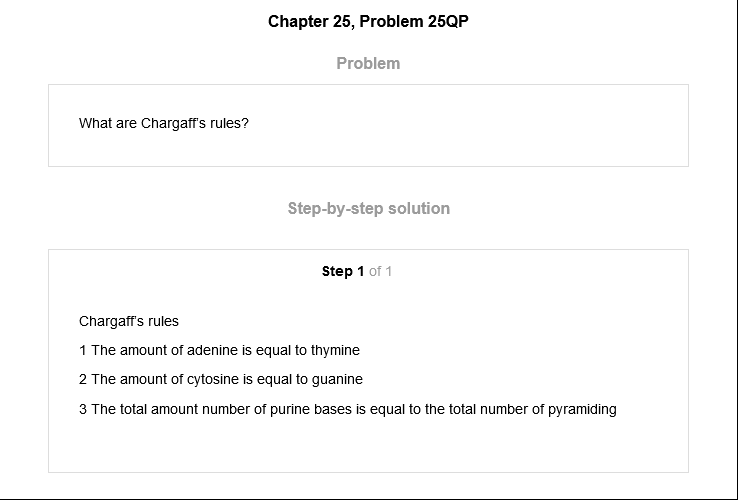 Chapter 25, Problem 25QP
Problem
What are Chargaff's rules?
Step-by-step solution
Step 1 of 1
Chargaff's rules
1 The amount of adenine is equal to thymine
2 The amount of cytosine is equal to guanine
3 The total amount number of purine bases is equal to the total number of pyramiding